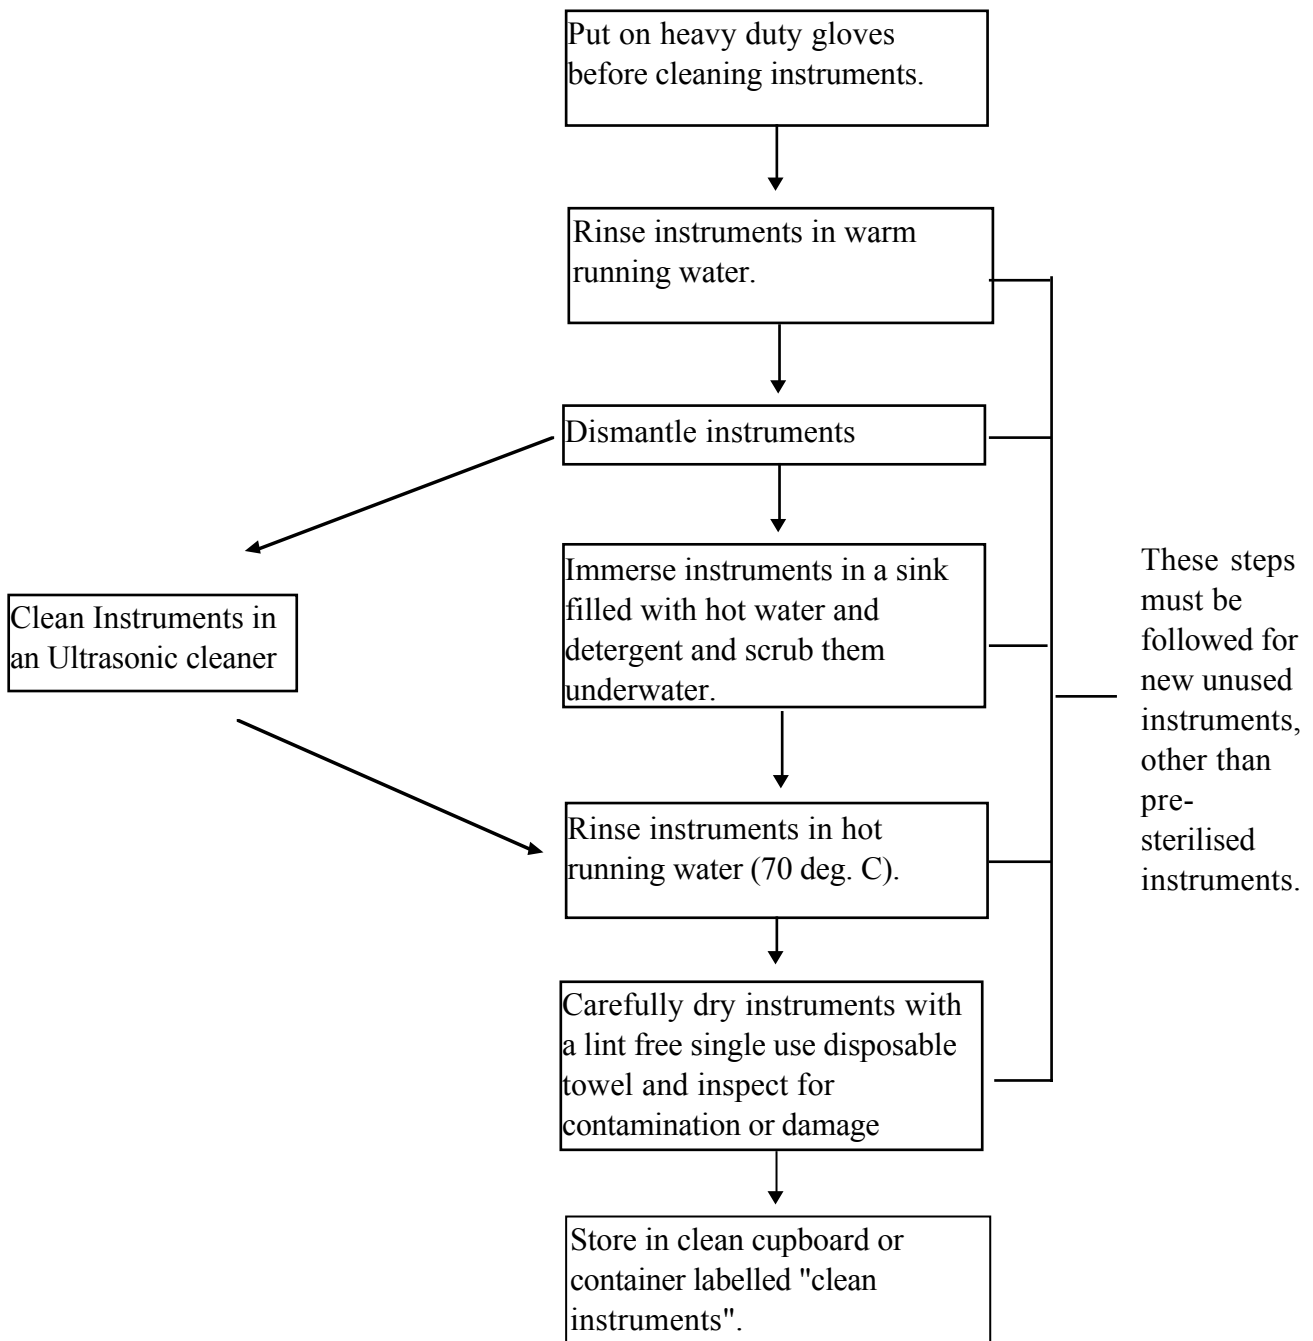 Put on heavy duty gloves
before cleaning instruments.
Rinse instruments in warm
running water.
Dismantle instruments
Immerse instruments in a sink
filled with hot water and
detergent and scrub them
underwater.
Clean Instruments in
an Ultrasonic cleaner
These steps
must be
followed for
new unused
instruments,
other than
pre-
sterilised
instruments.
Rinse instruments in hot
running water (70 deg. C).
Carefully dry instruments with
a lint free single use disposable
towel and inspect for
contamination or damage
Store in clean cupboard or
container labelled "clean
instruments".